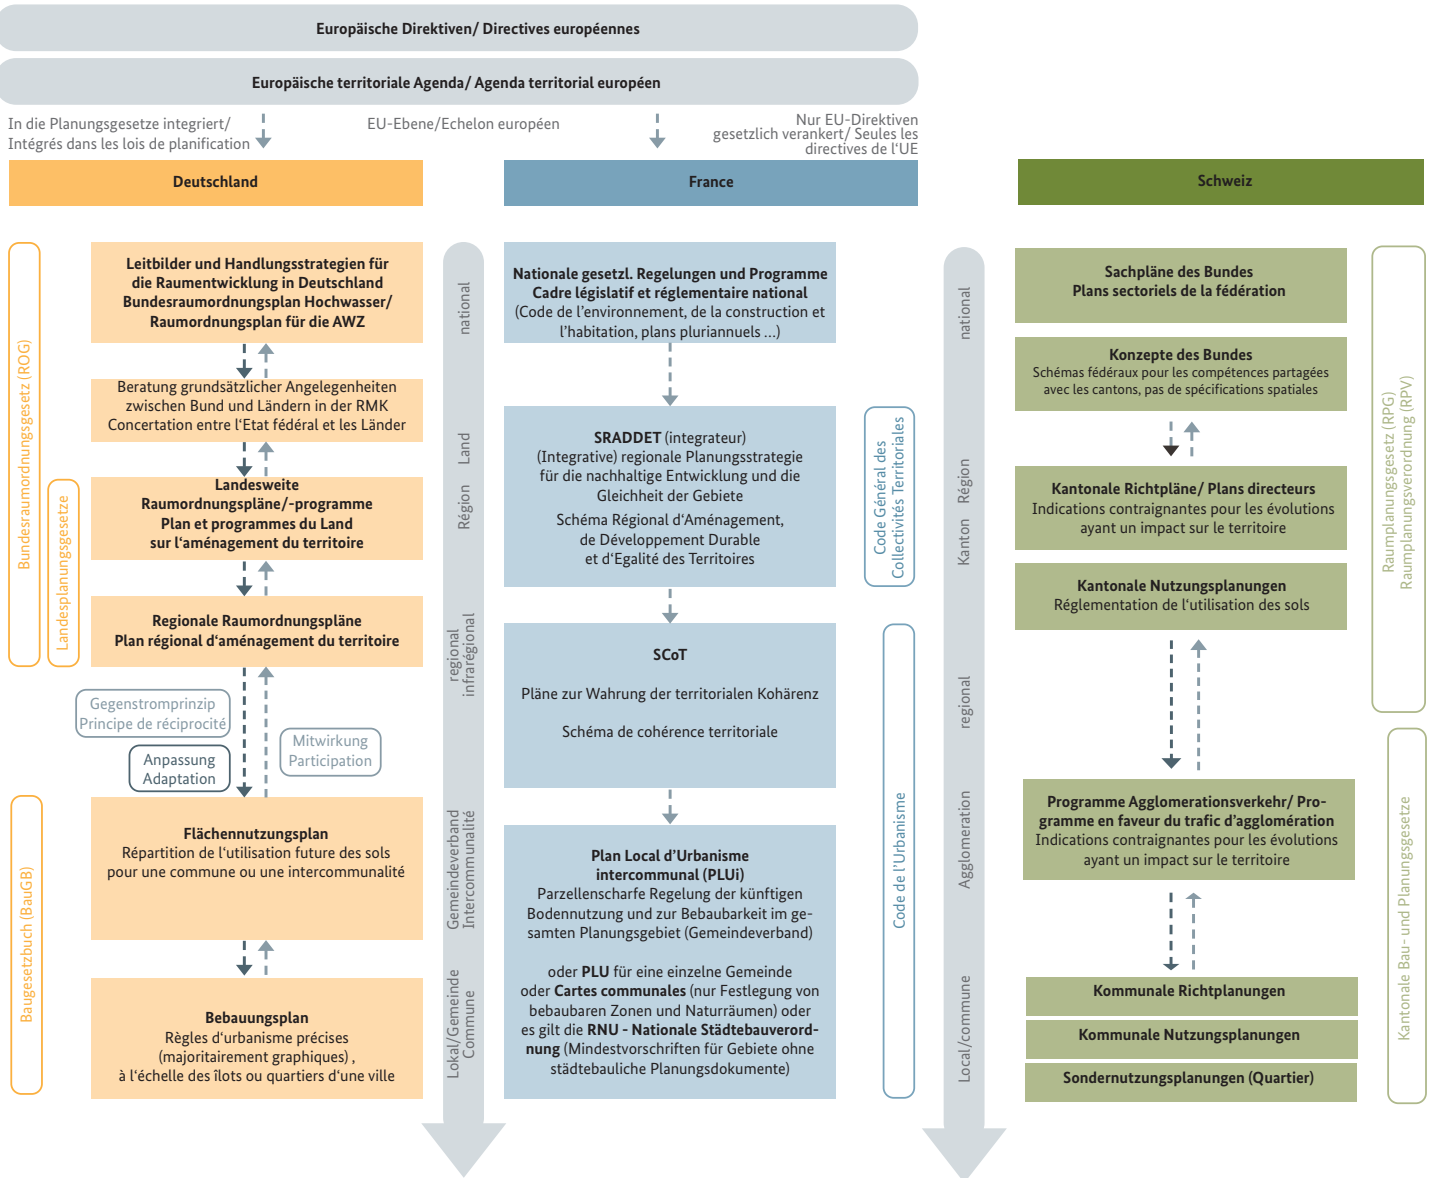 Europäische Direktiven/ Directives européennes
Europäische territoriale Agenda/ Agenda territorial européen
In die Planungsgesetze integriert/
Intégrés dans les lois de planification
EU-Ebene/Echelon européen
Nur EU-Direktiven
gesetzlich verankert/ Seules les
directives de l‘UE
Deutschland
France
Schweiz
Bundesraumordnungsgesetz (ROG)
Landesplanungsgesetze
Baugesetzbuch (BauGB)
Leitbilder und Handlungsstrategien für
die Raumentwicklung in Deutschland
Bundesraumordnungsplan Hochwasser/
Raumordnungsplan für die AWZ
Beratung grundsätzlicher Angelegenheiten
zwischen Bund und Ländern in der RMK
Concertation entre l‘Etat fédéral et les Länder
Landesweite
Raumordnungspläne/-programme
Plan et programmes du Land
sur l‘aménagement du territoire
Regionale Raumordnungspläne
Plan régional d‘aménagement du territoire
Gegenstromprinzip
Principe de réciprocité
Anpassung
Adaptation
Mitwirkung
Participation
Flächennutzungsplan
Répartition de l‘utilisation future des sols
pour une commune ou une intercommunalité
Bebauungsplan
Règles d‘urbanisme précises
(majoritairement graphiques) ,
à l‘échelle des îlots ou quartiers d‘une ville
national
Land
Région
regional
infrarégional
Gemeindeverband
Intercommunalité
Lokal/Gemeinde
Commune
Nationale gesetzl. Regelungen und Programme
Cadre législatif et réglementaire national
(Code de l’environnement, de la construction et
l’habitation, plans pluriannuels ...)
SRADDET (integrateur)
(Integrative) regionale Planungsstrategie
für die nachhaltige Entwicklung und die
Gleichheit der Gebiete
Schéma Régional d‘Aménagement,
de Développement Durable
et d‘Egalité des Territoires
SCoT
Pläne zur Wahrung der territorialen Kohärenz
Schéma de cohérence territoriale
Plan Local d’Urbanisme
intercommunal (PLUi)
Parzellenscharfe Regelung der künftigen
Bodennutzung und zur Bebaubarkeit im ge-
samten Planungsgebiet (Gemeindeverband)
oder PLU für eine einzelne Gemeinde
oder Cartes communales (nur Festlegung von
bebaubaren Zonen und Naturräumen) oder
es gilt die RNU - Nationale Städtebauverord-
nung (Mindestvorschriften für Gebiete ohne
städtebauliche Planungsdokumente)
Code Général des
Collectivités Territoriales
Code de l’Urbanisme
national
Région
Kanton
regional
Agglomeration
Local/commune
Sachpläne des Bundes
Plans sectoriels de la fédération
Konzepte des Bundes
Schémas fédéraux pour les compétences partagées
avec les cantons, pas de spécifications spatiales
Kantonale Richtpläne/ Plans directeurs
Indications contraignantes pour les évolutions
ayant un impact sur le territoire
Kantonale Nutzungsplanungen
Réglementation de l‘utilisation des sols
Programme Agglomerationsverkehr/ Pro-
gramme en faveur du trafic d’agglomération
Indications contraignantes pour les évolutions
ayant un impact sur le territoire
Kommunale Richtplanungen
Kommunale Nutzungsplanungen
Sondernutzungsplanungen (Quartier)
Raumplanungsgesetz (RPG)
Raumplanungsverordnung (RPV)
Kantonale Bau- und Planungsgesetze